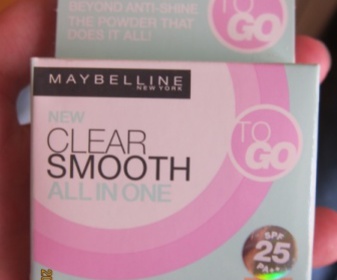 BEYOND ANTI-SHINE
THE POWDER THAT
DOES IT ALL!
TO
GO
MAYBELLINE
NEW YORK
NEW
CLEAR
SMOOTH
ALL IN ONE
TO
GO
SPF
25